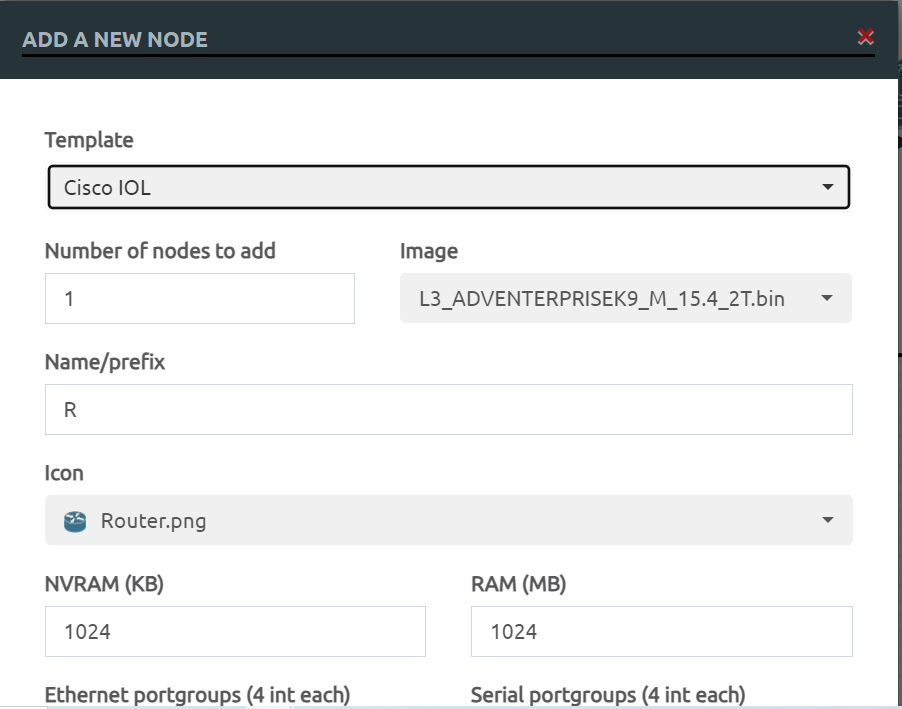 ADD A NEW NODE
Template
Cisco IOL
Number of nodes to add
Image
1
L3_ADVENTERPRISEK9_M_15.4_2T.bin
Name/prefix
R
Icon
Router.png
NVRAM (KB)
RAM (MB)
1024
1024
Ethernet portgroups (4 int each)
Serial portgroups (4 int each)